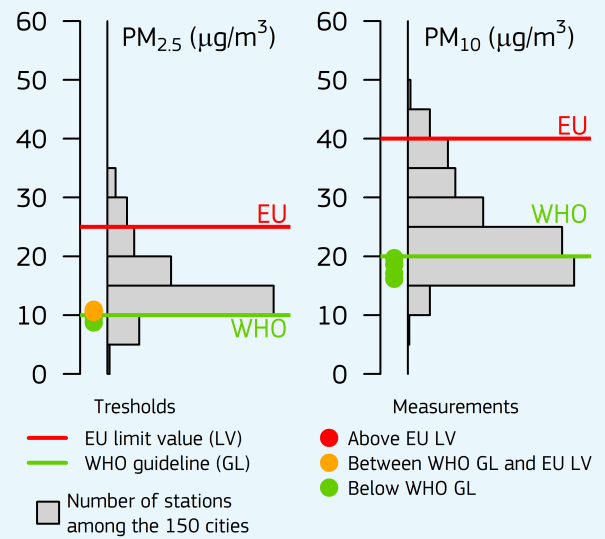 PM2.5 (μg/m³)
60
50
40
30
20
10
0
EU
WHO
PM10 (μg/m³)
60
50
40
30
20
10
0
EU
WHO
Tresholds
EU limit value (LV)
WHO guideline (GL)
Number of stations
among the 150 cities
Measurements
Above EU LV
Between WHO GL and EU LV
Below WHO GL